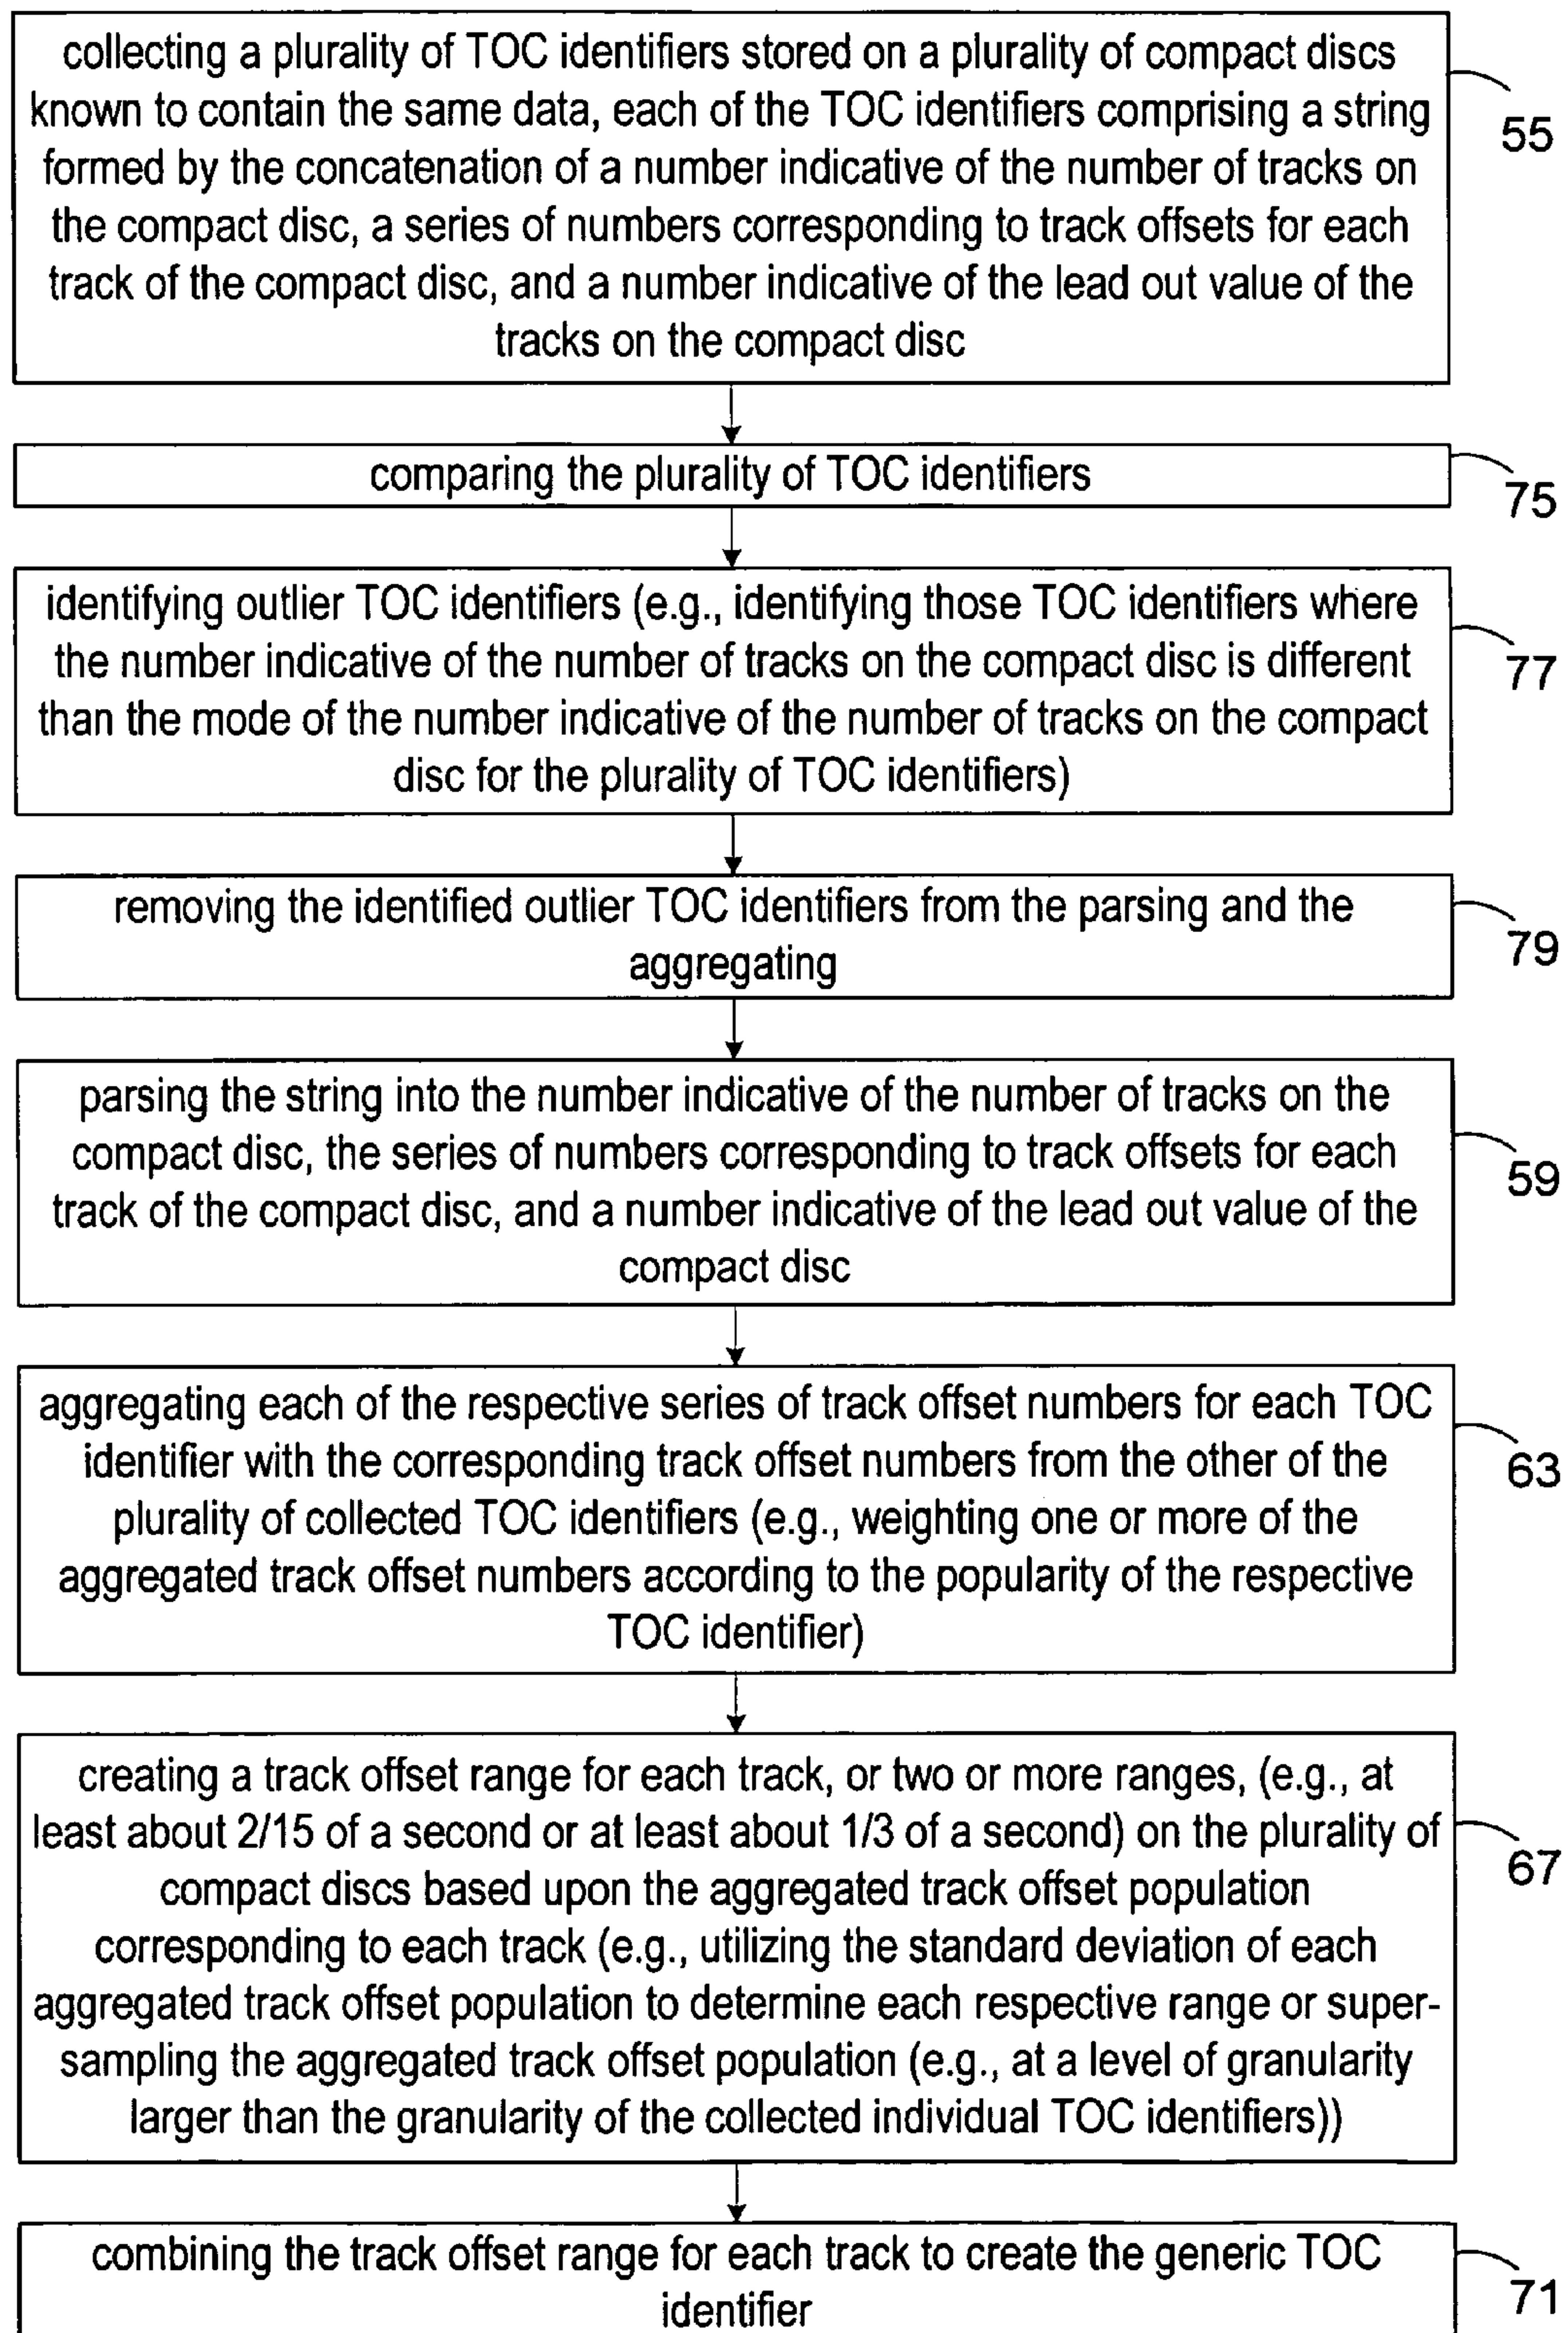 collecting a plurality of TOC identifiers stored on a plurality of compact discs
known to contain the same data, each of the TOC identifiers comprising a string
formed by the concatenation of a number indicative of the number of tracks on
the compact disc, a series of numbers corresponding to track offsets for each
track of the compact disc, and a number indicative of the lead out value of the
tracks on the compact disc
55
comparing the plurality of TOC identifiers
75
identifying outlier TOC identifiers (e.g., identifying those TOC identifiers where
the number indicative of the number of tracks on the compact disc is different
than the mode of the number indicative of the number of tracks on the compact
disc for the plurality of TOC identifiers)
77
removing the identified outlier TOC identifiers from the parsing and the
aggregating
79
parsing the string into the number indicative of the number of tracks on the
compact disc, the series of numbers corresponding to track offsets for each
track of the compact disc, and a number indicative of the lead out value of the
compact disc
59
aggregating each of the respective series of track offset numbers for each TOC
identifier with the corresponding track offset numbers from the other of the
plurality of collected TOC identifiers (e.g., weighting one or more of the
aggregated track offset numbers according to the popularity of the respective
TOC identifier)
63
creating a track offset range for each track, or two or more ranges, (e.g., at
least about 2/15 of a second or at least about 1/3 of a second) on the plurality of
compact discs based upon the aggregated track offset population
corresponding to each track (e.g., utilizing the standard deviation of each
aggregated track offset population to determine each respective range or super-
sampling the aggregated track offset population (e.g., at a level of granularity
larger than the granularity of the collected individual TOC identifiers))
67
combining the track offset range for each track to create the generic TOC
identifier
71